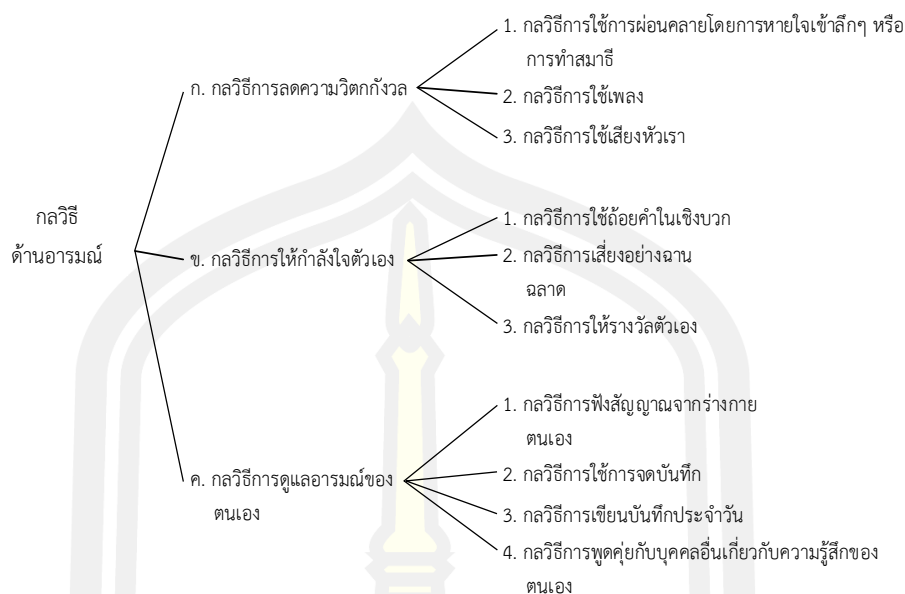 กลวิธี
ด้านอารมณ์
ก. กลวิธีการลดความวิตกกังวล
1. กลวิธีการใช้การผ่อนคลายโดยการหายใจเข้าลึกๆ หรือ
การทำสมาธิ
2. กลวิธีการใช้เพลง
3. กลวิธีการใช้เสียงหัวเรา
ข. กลวิธีการให้กำลังใจตัวเอง
1. กลวิธีการใช้ถ้อยคำในเชิงบวก
2. กลวิธีการเสี่ยงอย่างฉาน
ฉลาด
3. กลวิธีการให้รางวัลตัวเอง
ค. กลวิธีการดูแลอารมณ์ของ
ตนเอง
1. กลวิธีการฟังสัญญาณจากร่างกาย
ตนเอง
2. กลวิธีการใช้การจดบันทึก
3. กลวิธีการเขียนบันทึกประจำวัน
4. กลวิธีการพูดคุ่ยกับบุคคลอื่นเกี่ยวกับความรู้สึกของ
ตนเอง